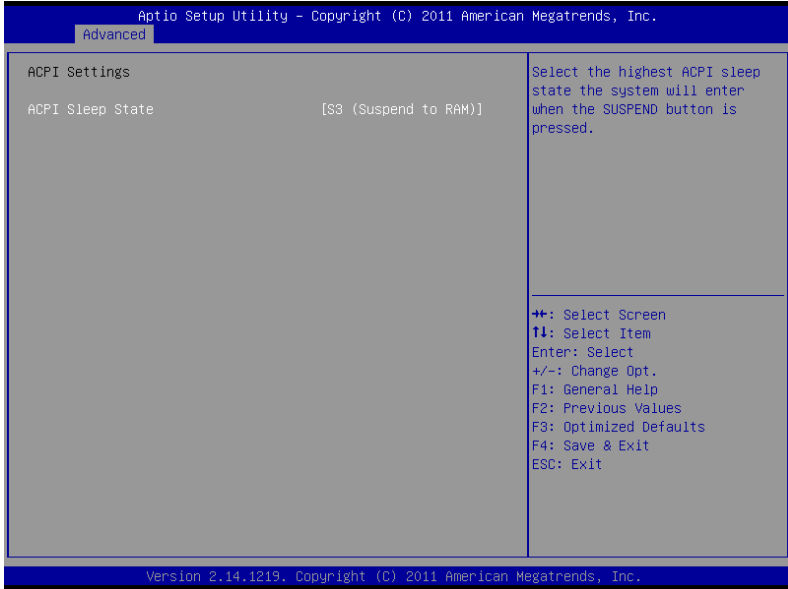 Aptio Setup Utility – Copyright (C) 2011 American Megatrends, Inc.
Advanced
ACPI Settings
ACPI Sleep State [S3 (Suspend to RAM)]
Select the highest ACPI sleep
state the system will enter
when the SUSPEND button is
pressed.
→←: Select Screen
↑↓: Select Item
Enter: Select
+/-: Change Opt.
F1: General Help
F2: Previous Values
F3: Optimized Defaults
F4: Save & Exit
ESC: Exit
Version 2.14.1219. Copyright (C) 2011 American Megatrends, Inc.